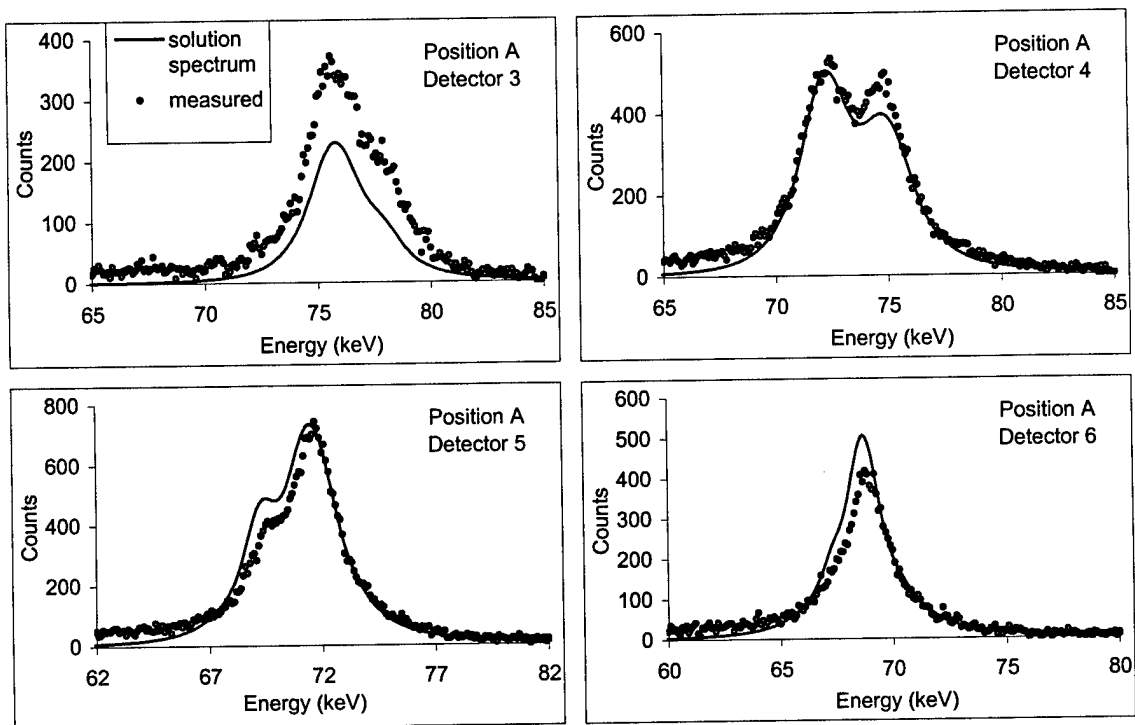 400
300
200
100
0
Counts
solution
spectrum
measured
Position A
Detector 3
65 70 75 80 85
Energy (keV)
600
400
200
0
Counts
Position A
Detector 4
65 70 75 80 85
Energy (keV)
800
600
400
200
0
Counts
Position A
Detector 5
62 67 72 77 82
Energy (keV)
600
500
400
300
200
100
0
Counts
Position A
Detector 6
60 65 70 75 80
Energy (keV)